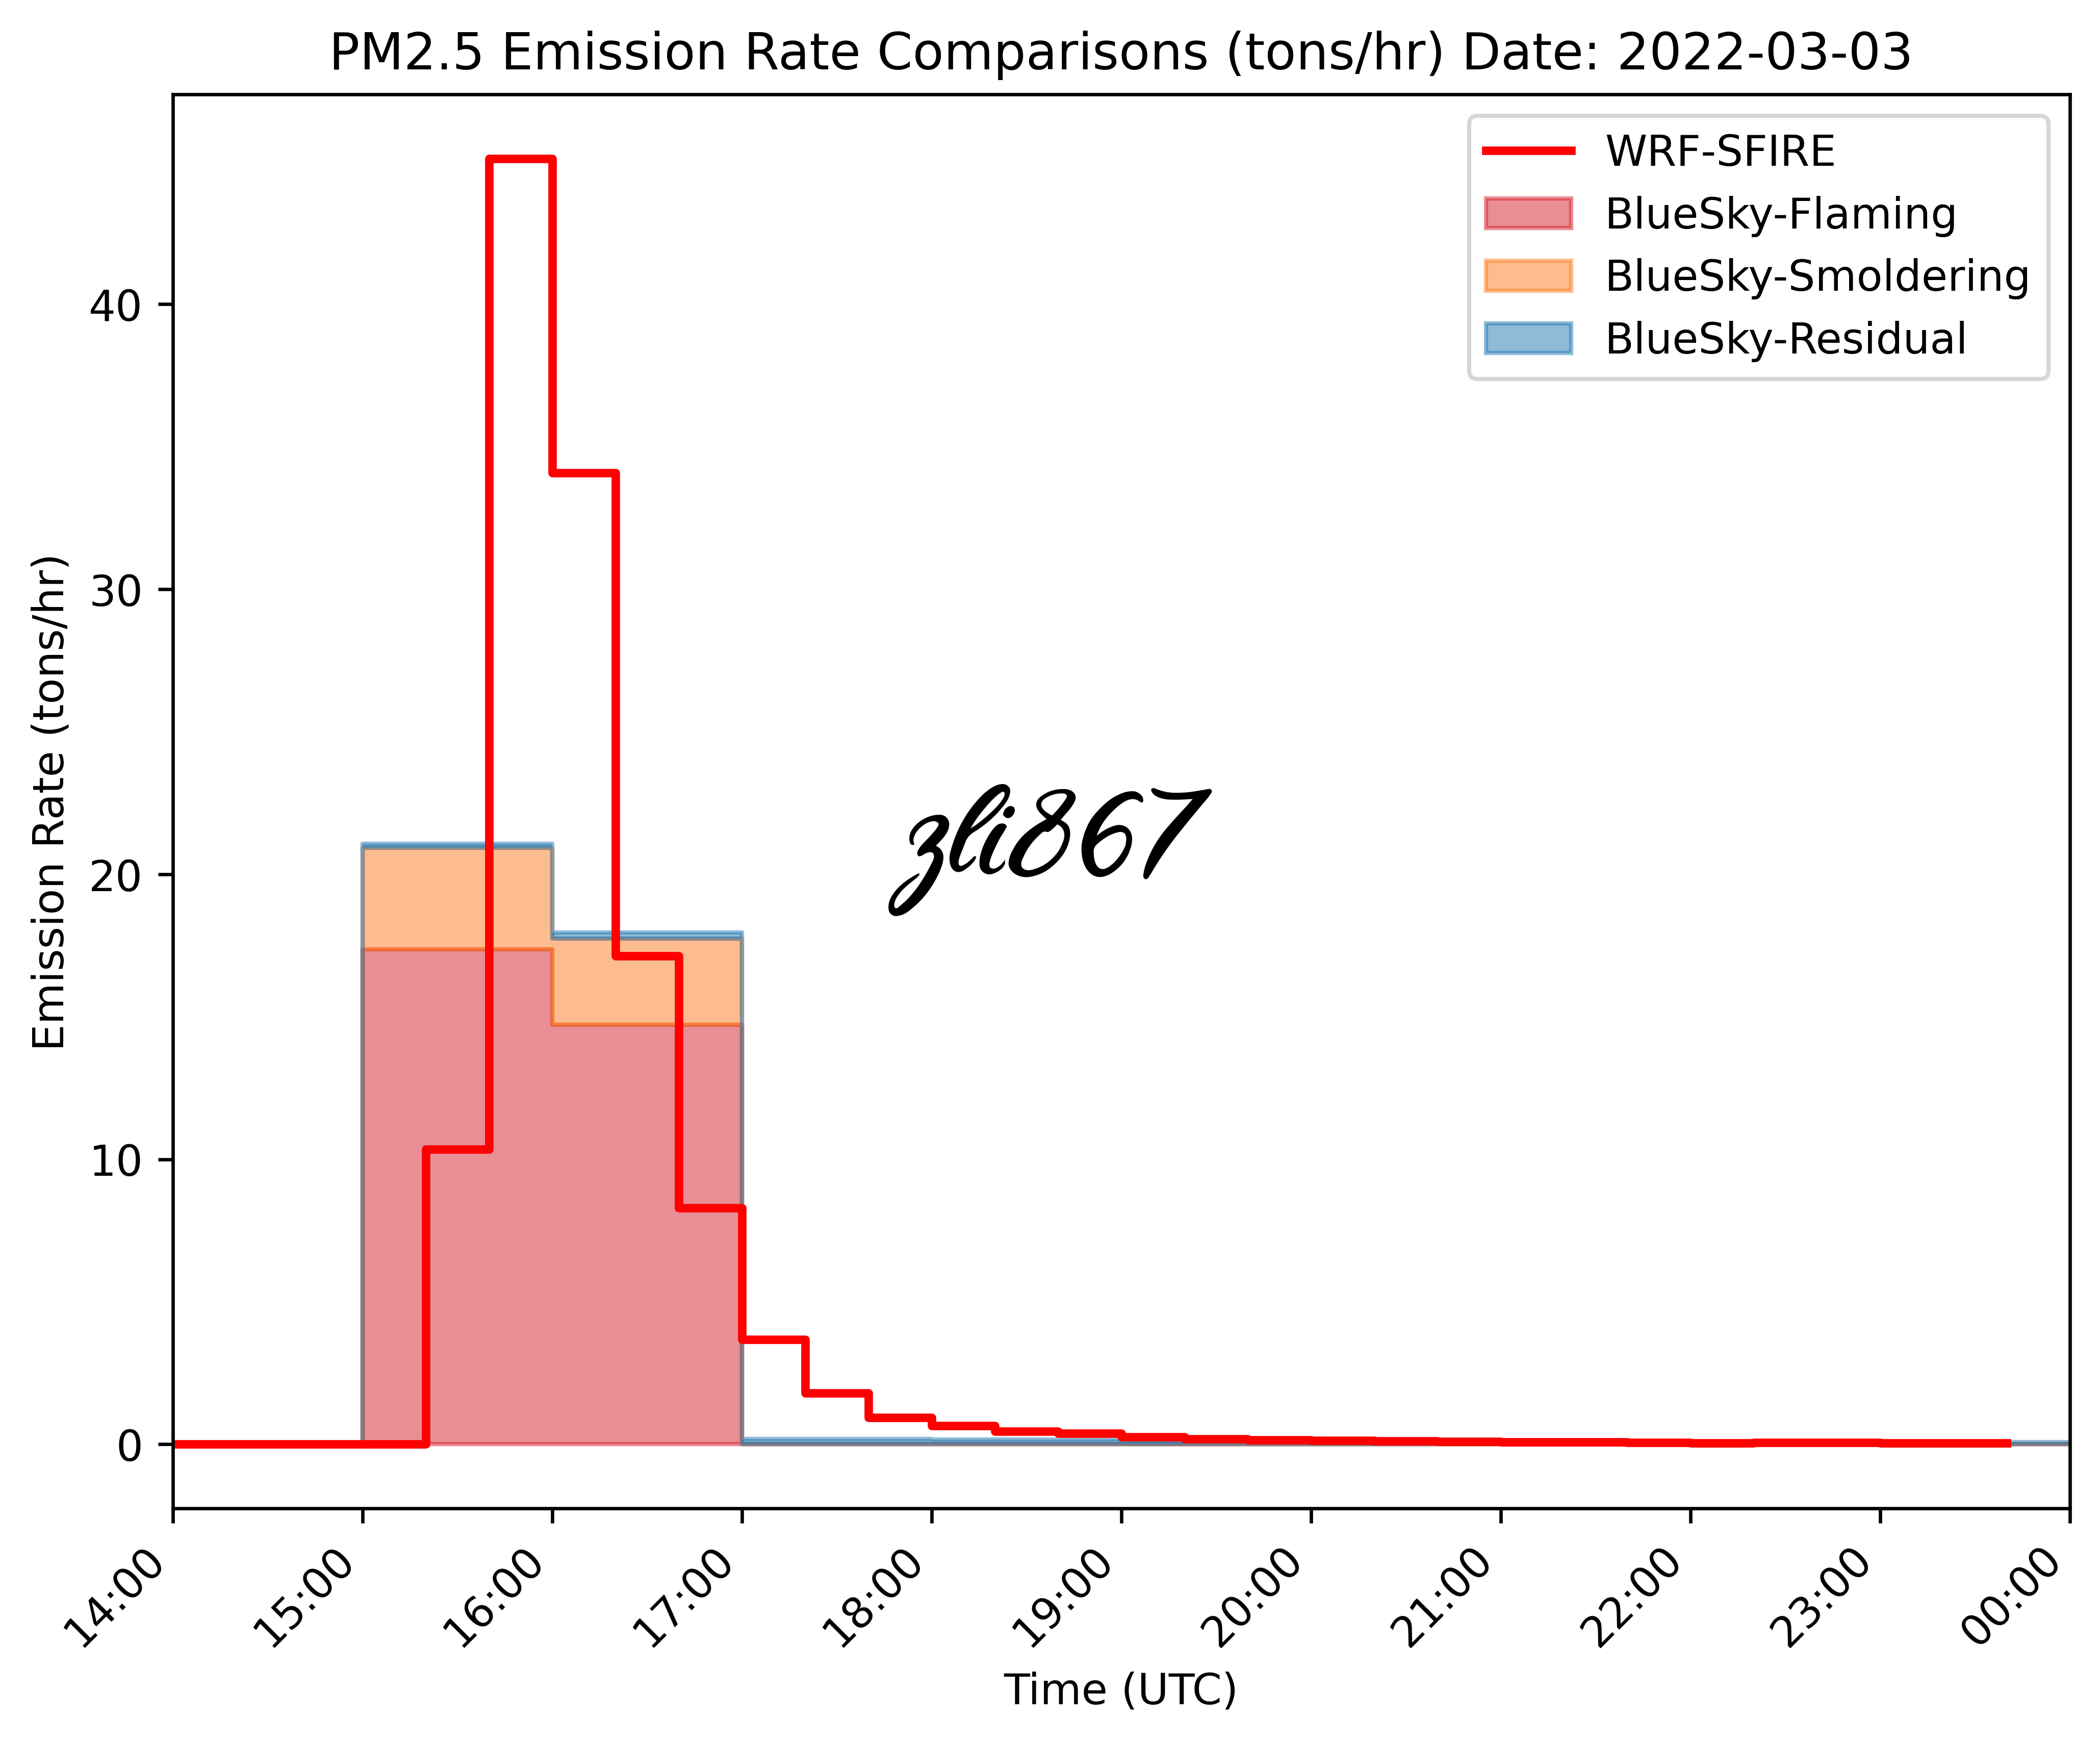 PM2.5 Emission Rate Comparisons (tons/hr) Date: 2022-03-03
WRF-SFIRE
BlueSky-Flaming
BlueSky-Smoldering
BlueSky-Residual
Emission Rate (tons/hr)
40
30
20
10
0
zli867
14:00
15:00
16:00
17:00
18:00
19:00
20:00
21:00
22:00
23:00
00:00
Time (UTC)